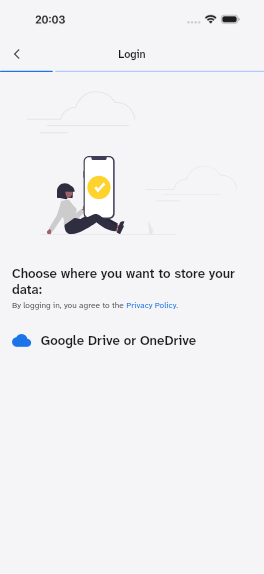 20:03
Login
Choose where you want to store your
data:
By logging in, you agree to the Privacy Policy.
Google Drive or OneDrive